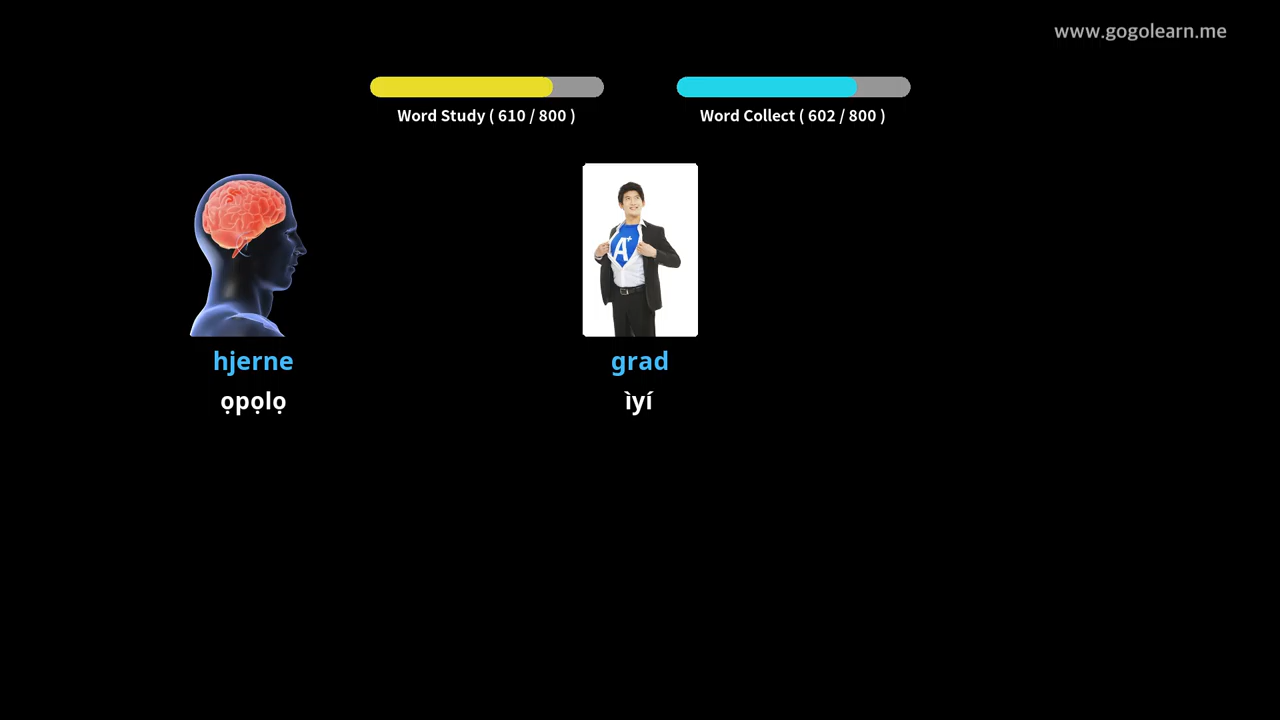 www.gogolearn.me
Word Study ( 610 / 800 )
Word Collect ( 602 / 800 )
A+
hjerne
grad
ọpọlọ
ìyí